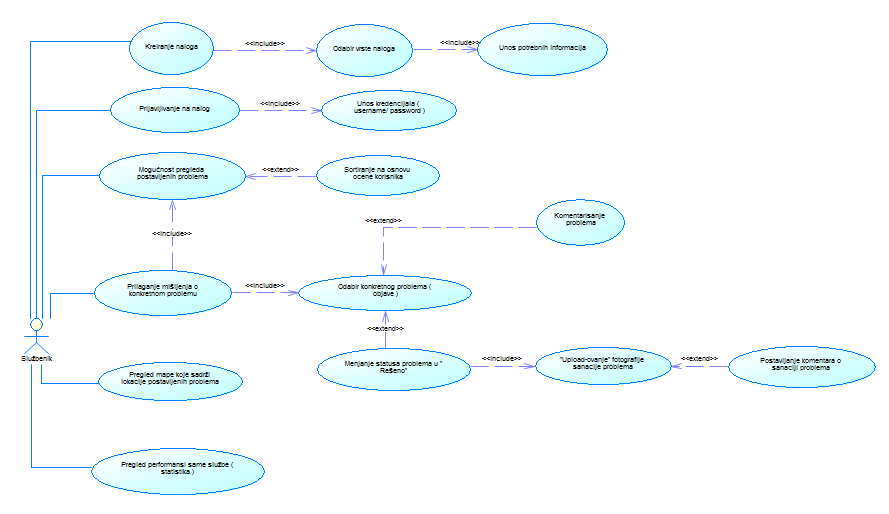 Kreiranje naloga
<<include>>
Odabir vrste naloga
<<include>>
Unos potrebnih informacija
Prijavljivanje na nalog
<<include>>
Unos kredencijala (
username/ password )
Mogućnost pregleda
postavljenih problema
<<extend>>
Sortiranje na osnovu
ocene korisnika
<<include>>
<<extend>>
Komentarisanje
problema
Prilaganje mišljenja o
konkretnom problemu
<<include>>
Odabir konkretnog problema (
objave )
<<extend>>
Službenik
Menjanje statusa problema u "
Rešeno"
<<include>>
"Upload-ovanje" fotografije
sanacije problema
<<extend>>
Postavljanje komentara o
sanaciji problema
Pregled mape koje sadrži
lokacije postavljenih problema
Pregled performansi same službe (
statistika )